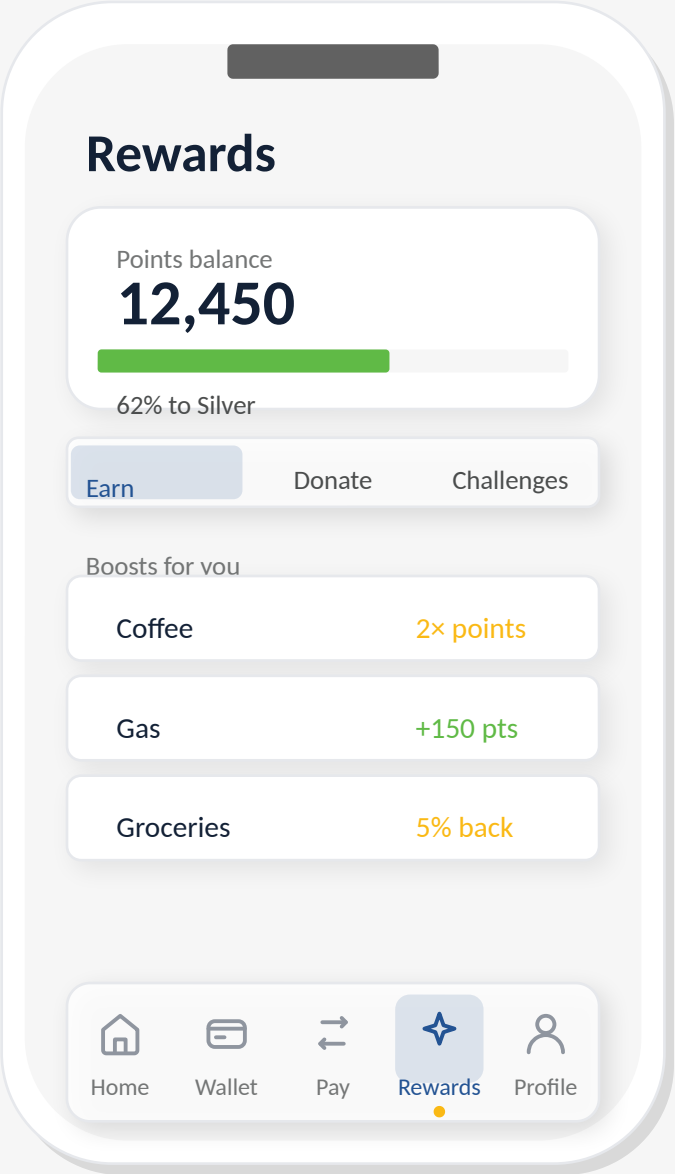 Rewards
Points balance
12,450
62% to Silver
Earn Donate Challenges
Boosts for you
Coffee 2× points
Gas +150 pts
Groceries 5% back
Home Wallet Pay Rewards Profile